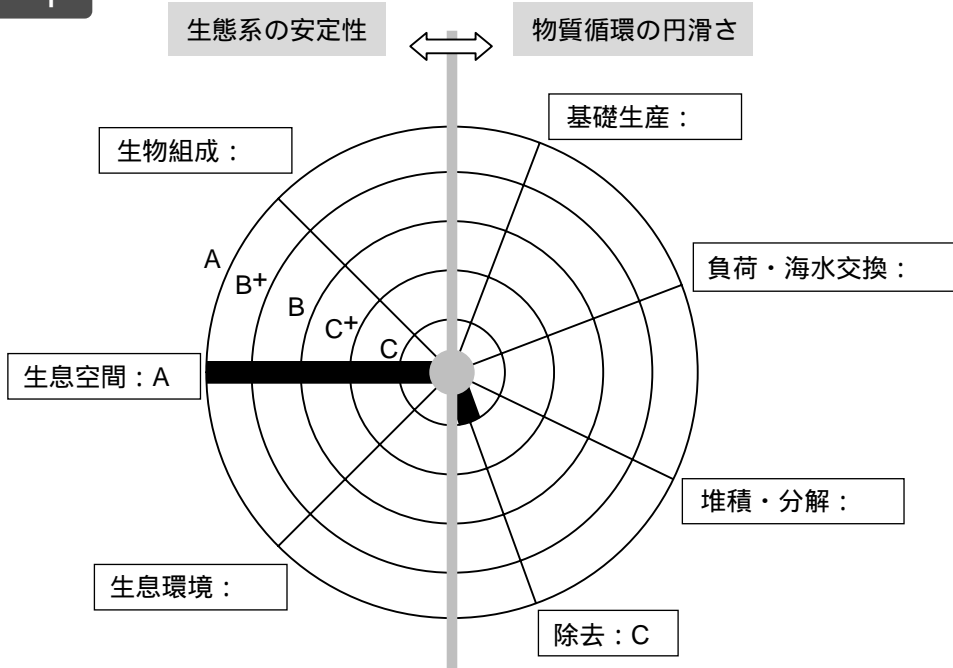 生態系の安定性
物質循環の円滑さ
基礎生産：
生物組成：
A
B+
B
C+
C
負荷・海水交換：
生息空間：A
堆積・分解：
生息環境：
除去：C